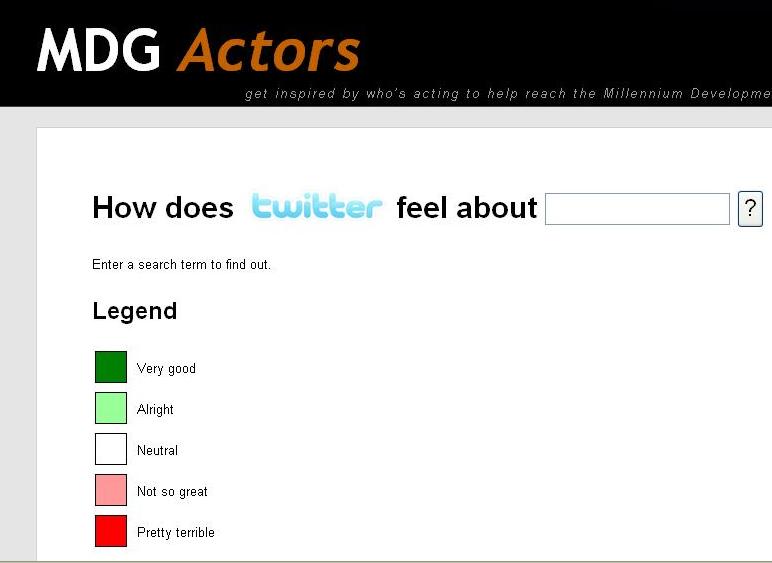 MDG Actors
get inspired by who's acting to help reach the Millennium Developme
How does twitter feel about ?
Enter a search term to find out.
Legend
Very good
Alright
Neutral
Not so great
Pretty terrible